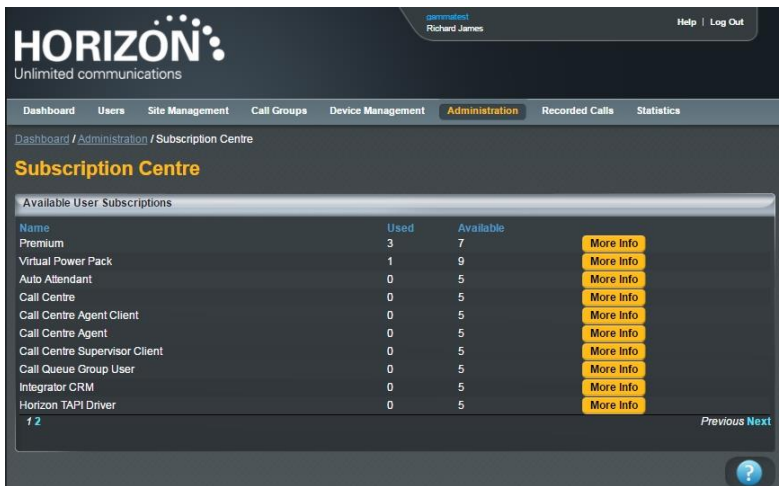 gammatest
Richard James
Help | Log Out
HORIZON
Unlimited communications
Dashboard Users Site Management Call Groups Device Management Administration Recorded Calls Statistics
Dashboard / Administration / Subscription Centre
Subscription Centre
Available User Subscriptions
Name Used Available
Premium 3 7 More Info
Virtual Power Pack 1 9 More Info
Auto Attendant 0 5 More Info
Call Centre 0 5 More Info
Call Centre Agent Client 0 5 More Info
Call Centre Agent 0 5 More Info
Call Centre Supervisor Client 0 5 More Info
Call Queue Group User 0 5 More Info
Integrator CRM 0 5 More Info
Horizon TAPI Driver 0 5 More Info
1 2 Previous Next
?